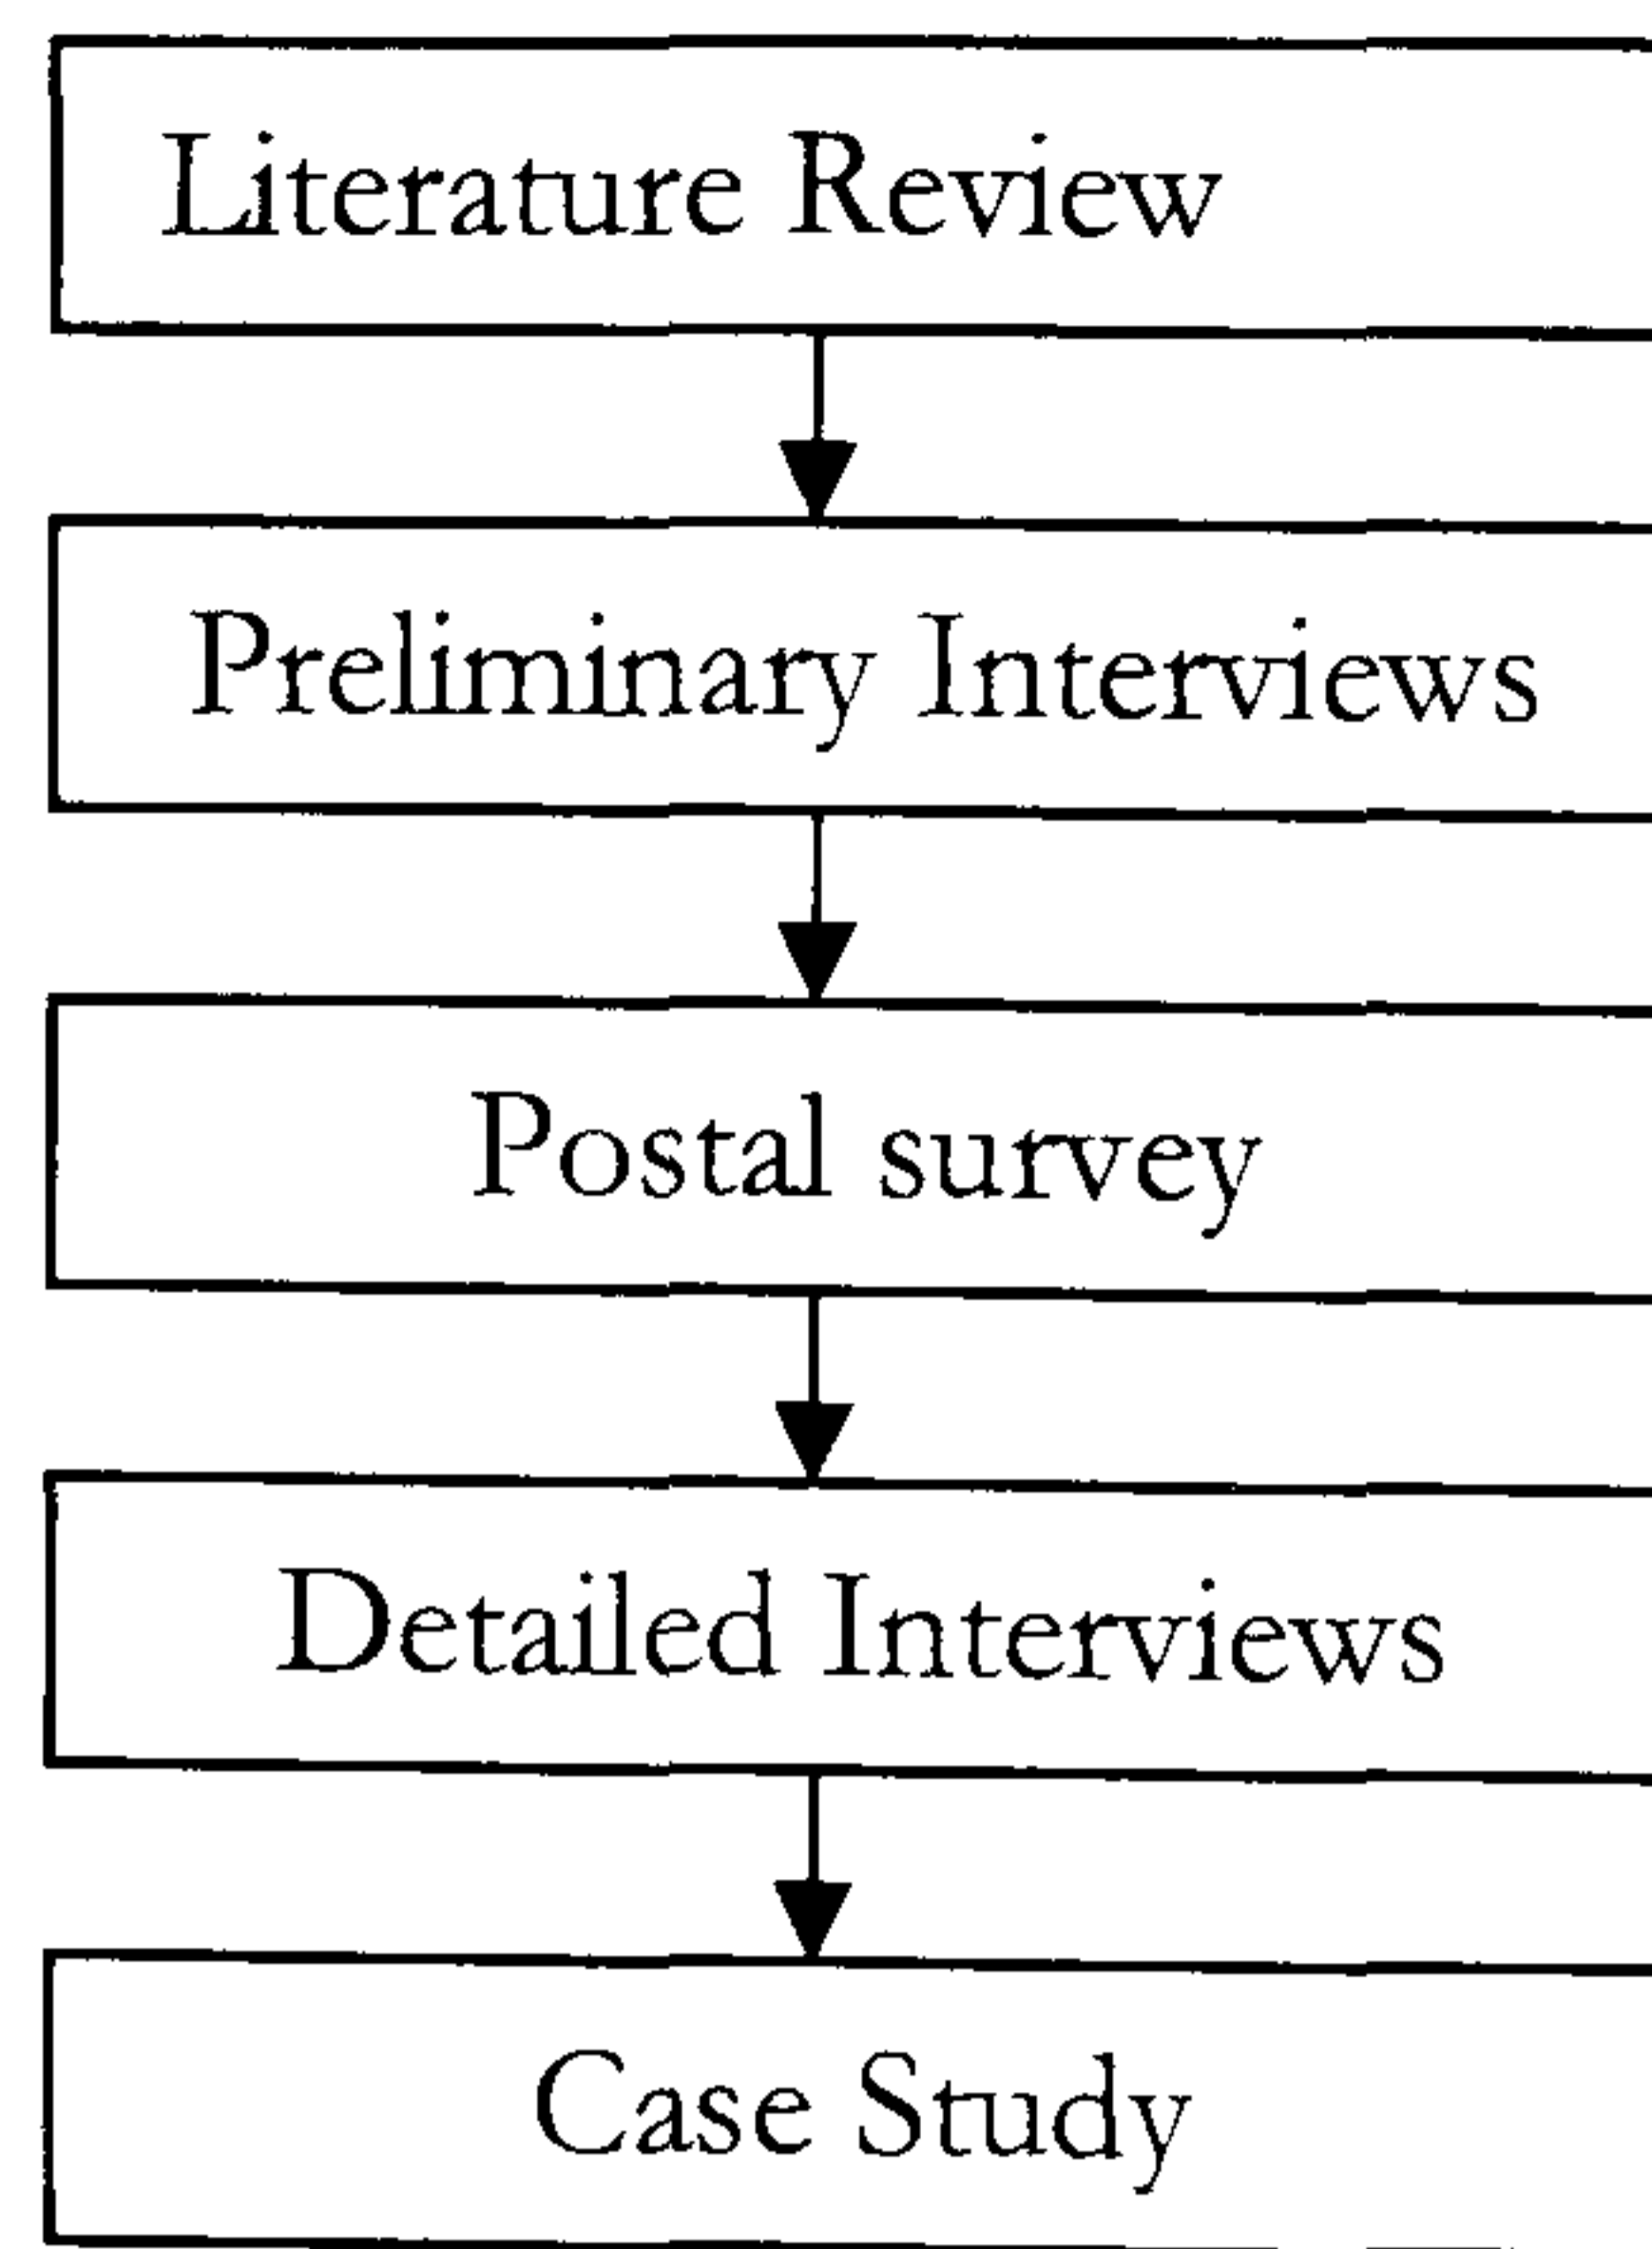 Literature Review
Preliminary Interviews
Postal survey
Detailed Interviews
Case Study